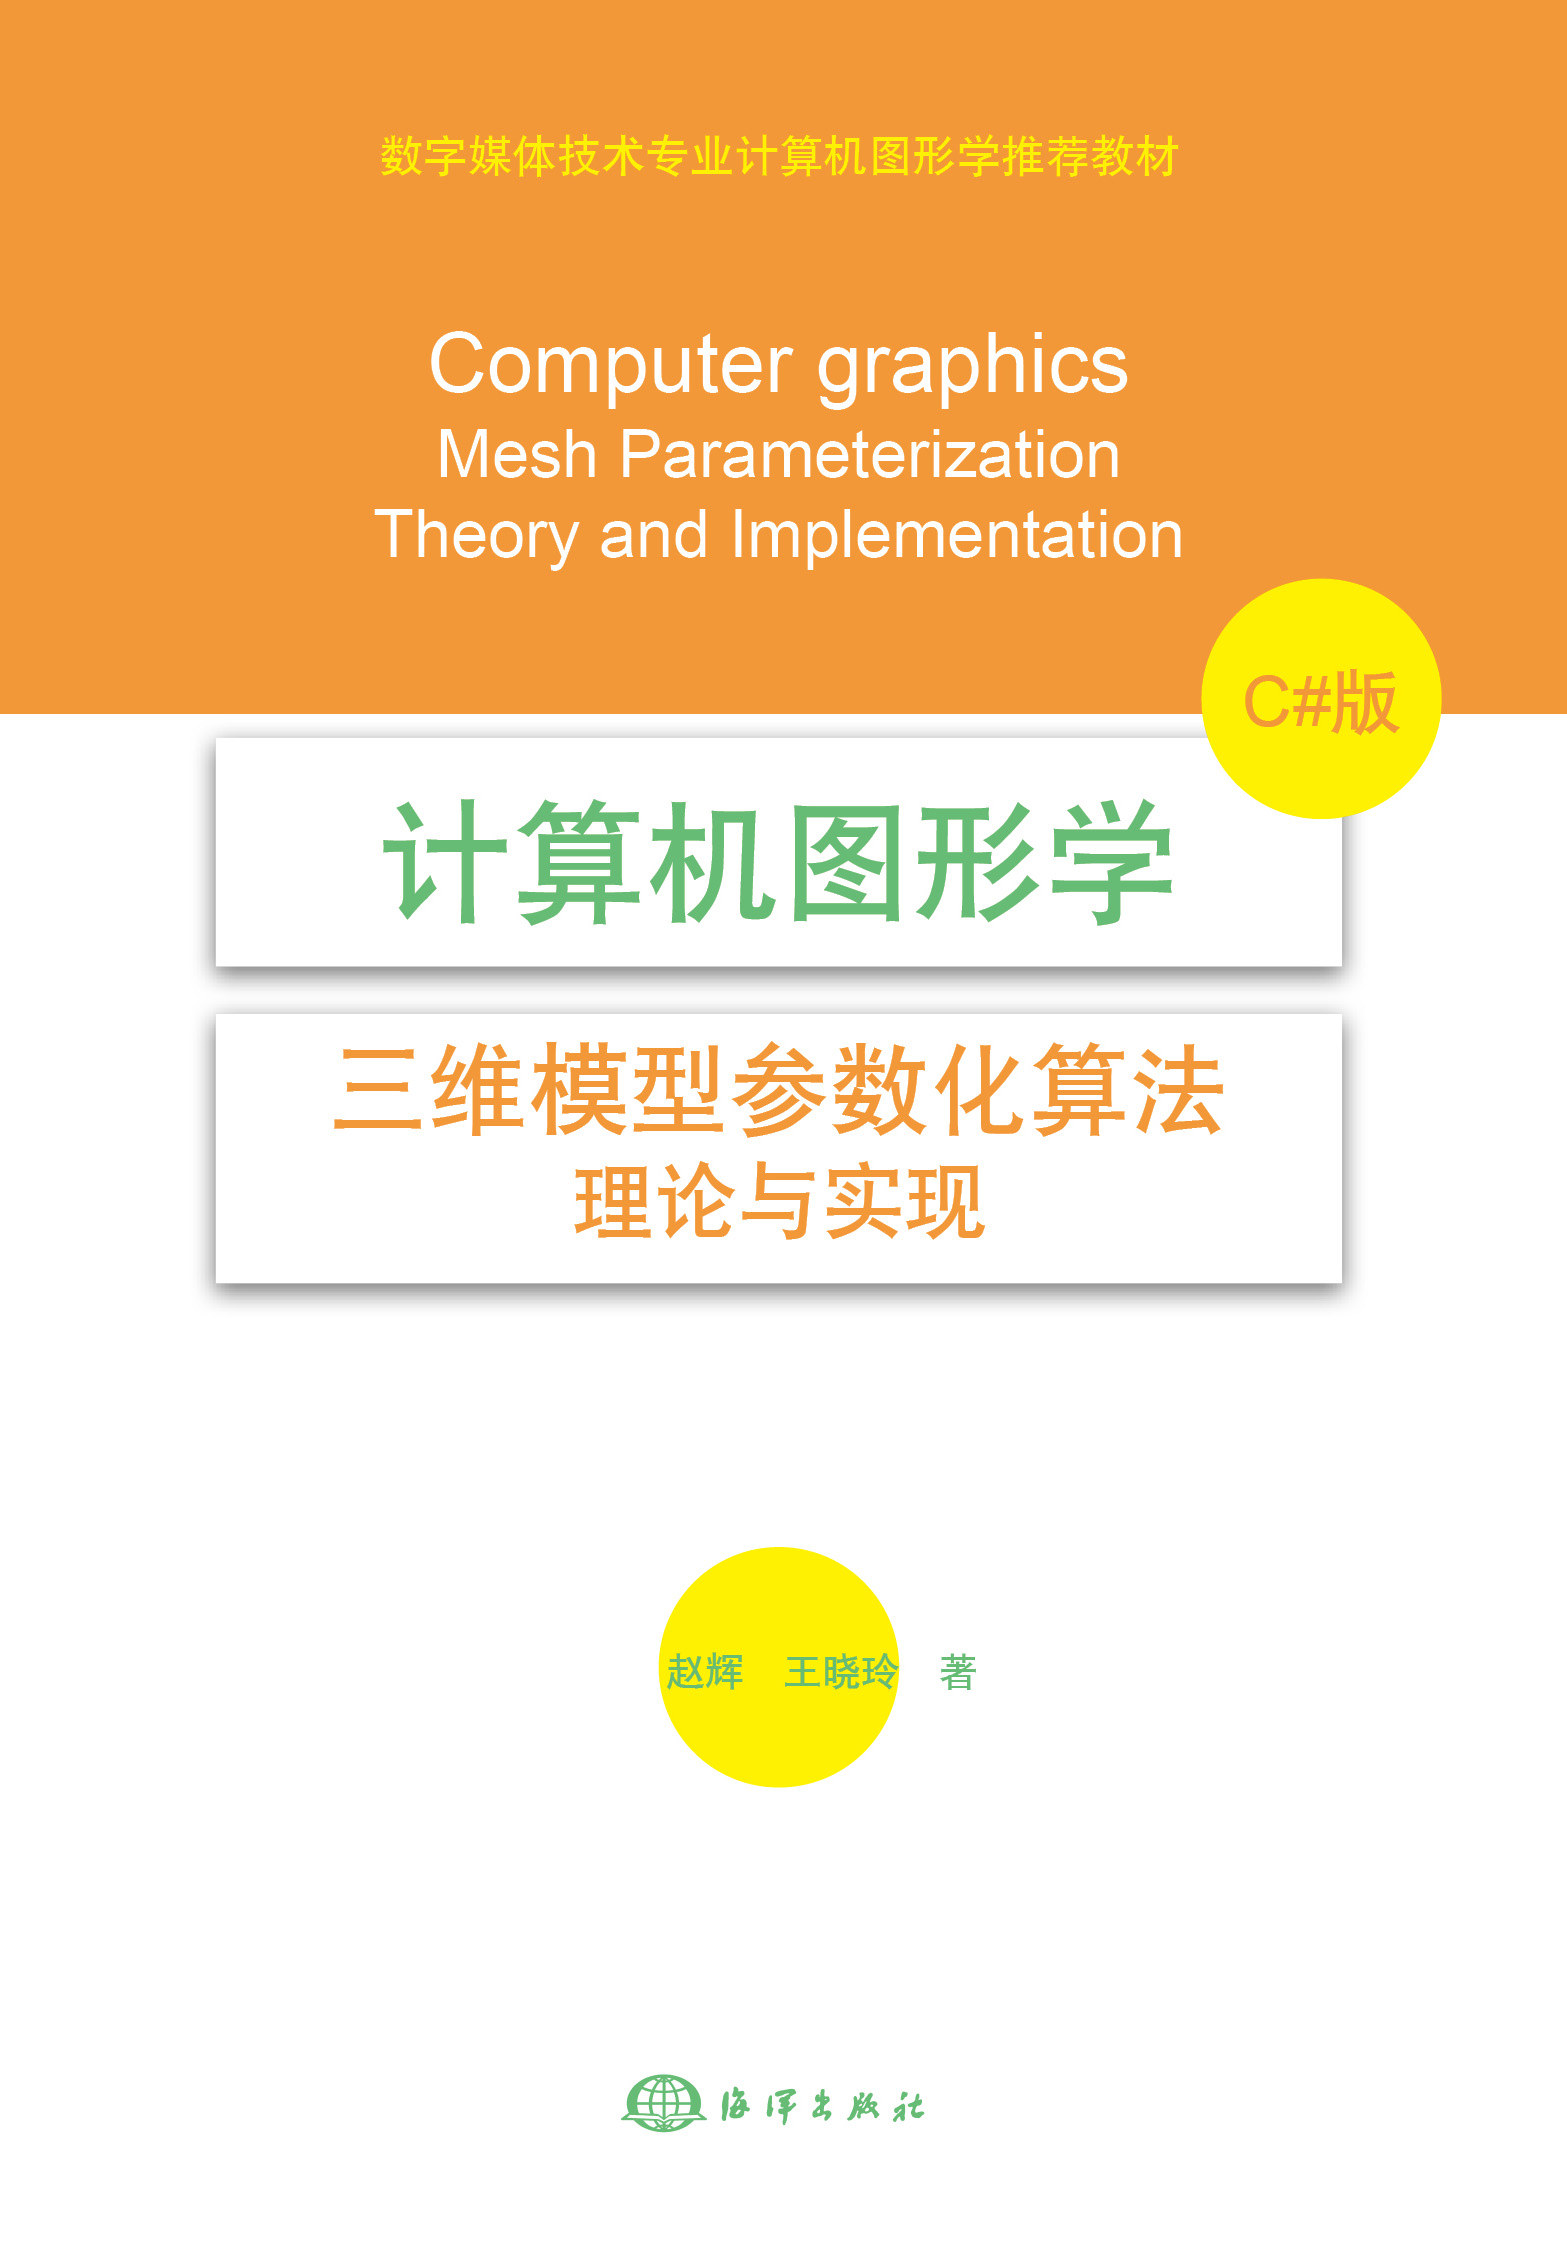 数字媒体技术专业计算机图形学推荐教材
Computer graphics
Mesh Parameterization
Theory and Implementation
C#版
计算机图形学
三维模型参数化算法
理论与实现
赵辉 王晓玲 著
海洋出版社